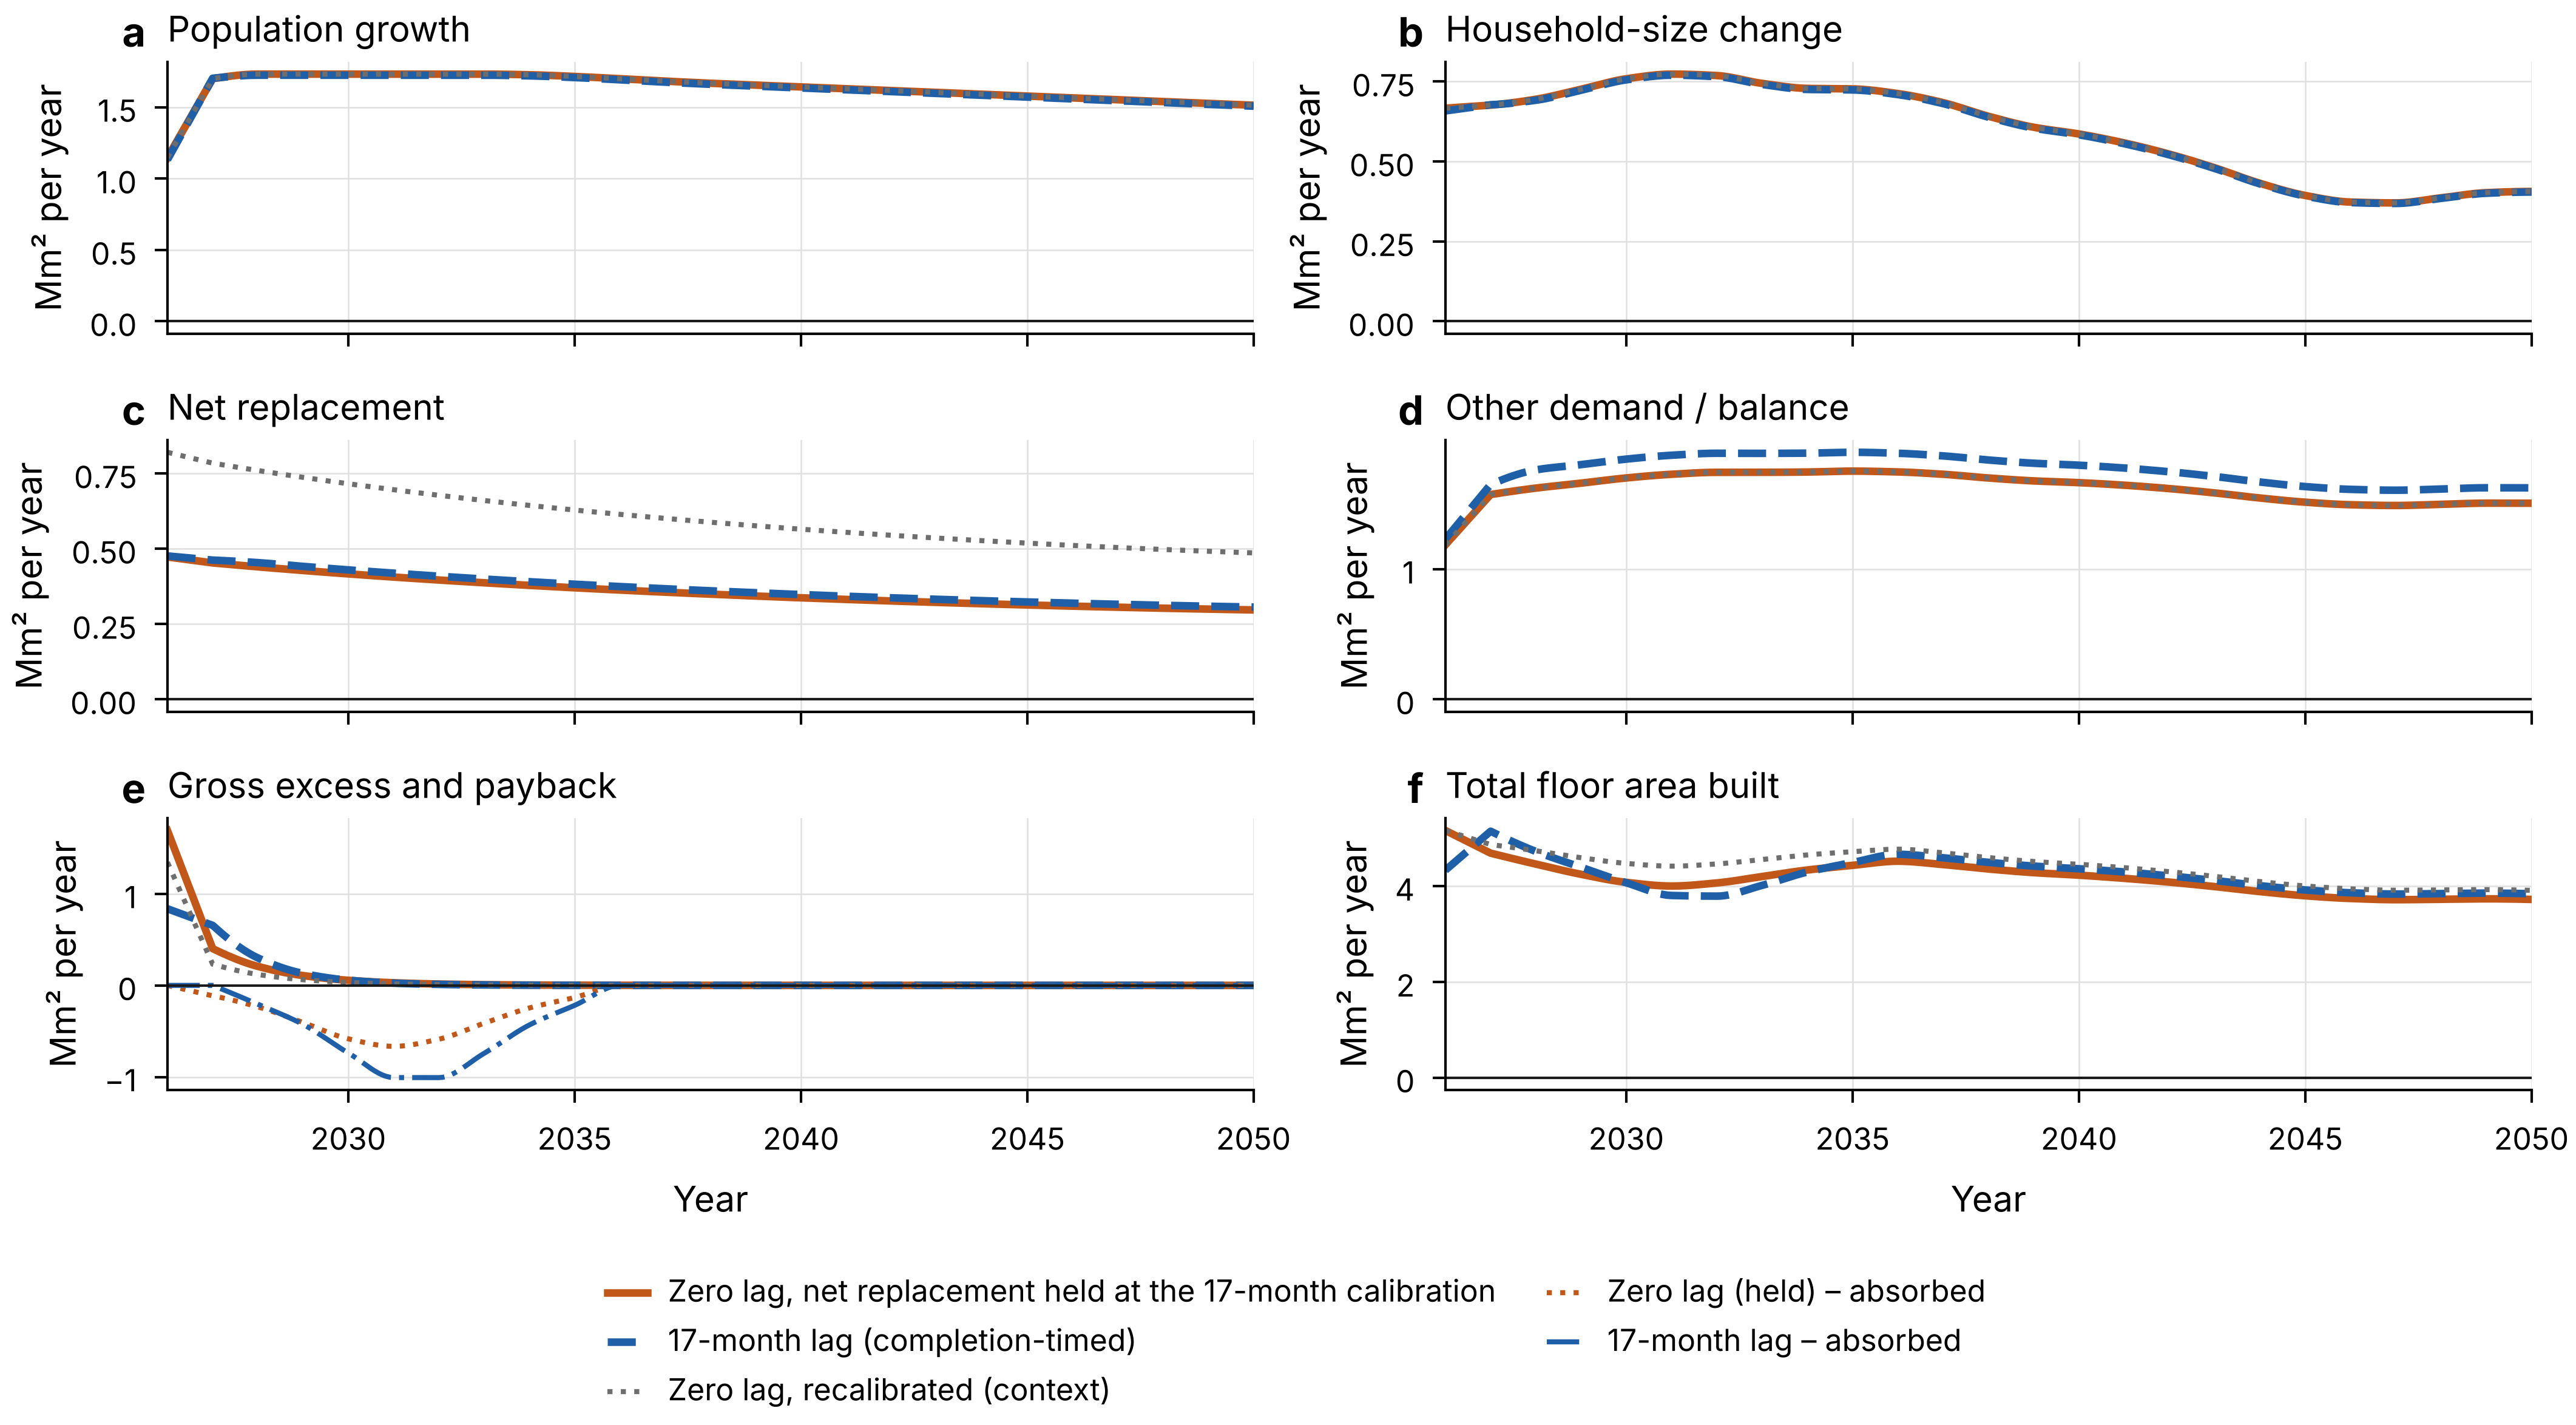 a Population growth
Mm² per year
1.5
1.0
0.5
0.0
b Household-size change
Mm² per year
0.75
0.50
0.25
0.00
c Net replacement
Mm² per year
0.75
0.50
0.25
0.00
d Other demand / balance
Mm² per year
1
0
e Gross excess and payback
Mm² per year
1
0
−1
2030 2035 2040 2045 2050
Year
f Total floor area built
Mm² per year
4
2
0
2030 2035 2040 2045 2050
Year
Zero lag, net replacement held at the 17-month calibration
17-month lag (completion-timed)
Zero lag, recalibrated (context)
Zero lag (held) – absorbed
17-month lag – absorbed